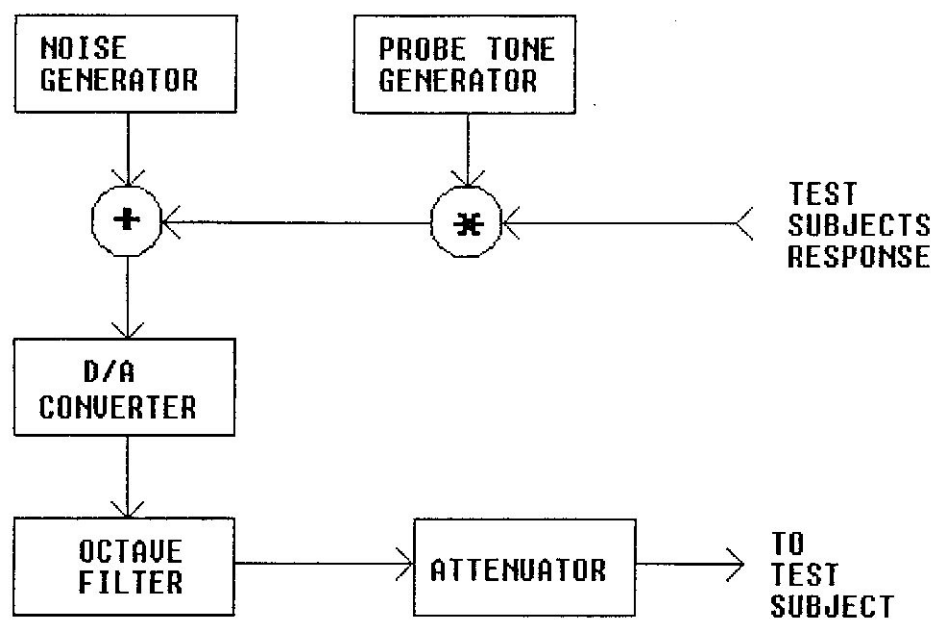 NOISE
GENERATOR
PROBE TONE
GENERATOR
+
*
TEST
SUBJECTS
RESPONSE
D/A
CONVERTER
OCTAVE
FILTER
ATTENUATOR
TO
TEST
SUBJECT